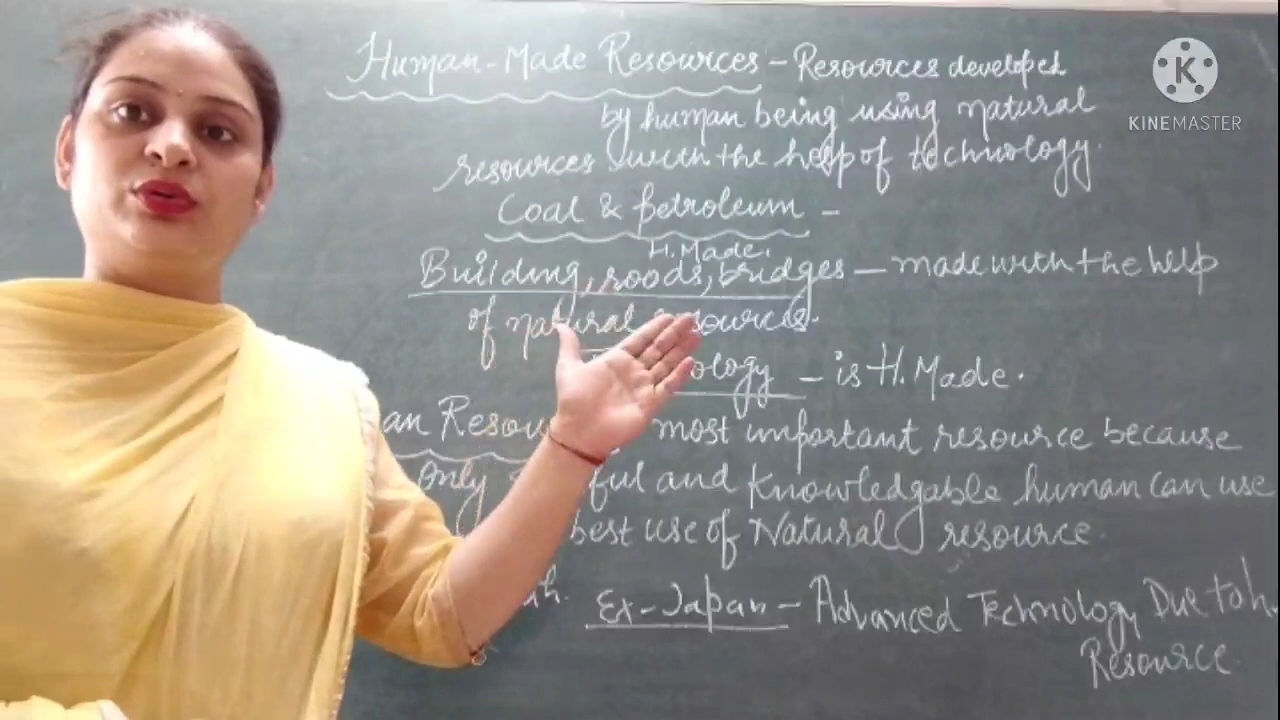 Human-Made Resources - Resources developed
by human being using natural
resources with the help of technology.
Coal & petroleum -
H. Made.
Building, roods, bridges - made with the help
of natural resources.
ology - is H. Made.
an Resou most important resource because
only ful and knowledgable human can use
best use of Natural resource.
Ex - Japan - Advanced Technology Due to h.
Resource
K
KINEMASTER